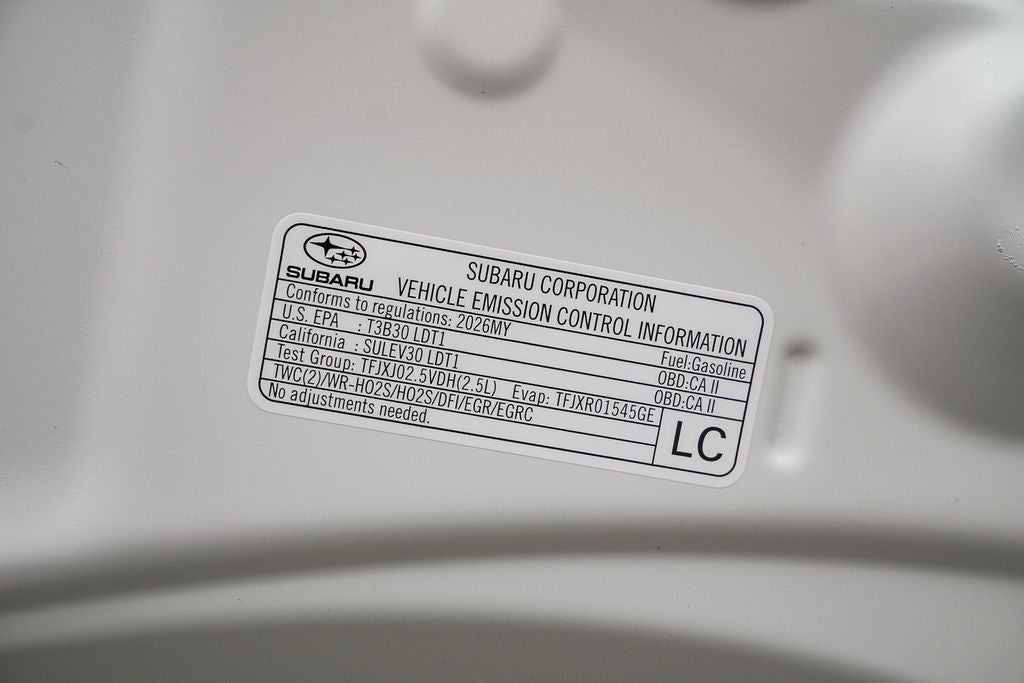 SUBARU
SUBARU CORPORATION
VEHICLE EMISSION CONTROL INFORMATION
Conforms to regulations: 2026MY
Fuel:Gasoline
U.S. EPA : T3B30 LDT1
OBD:CA II
California : SULEV30 LDT1
OBD:CA II
Test Group: TFJXJ02.5VDH(2.5L) Evap: TFJXR01545GE
TWC(2)/WR-HO2S/HO2S/DFI/EGR/EGRC
No adjustments needed.
LC